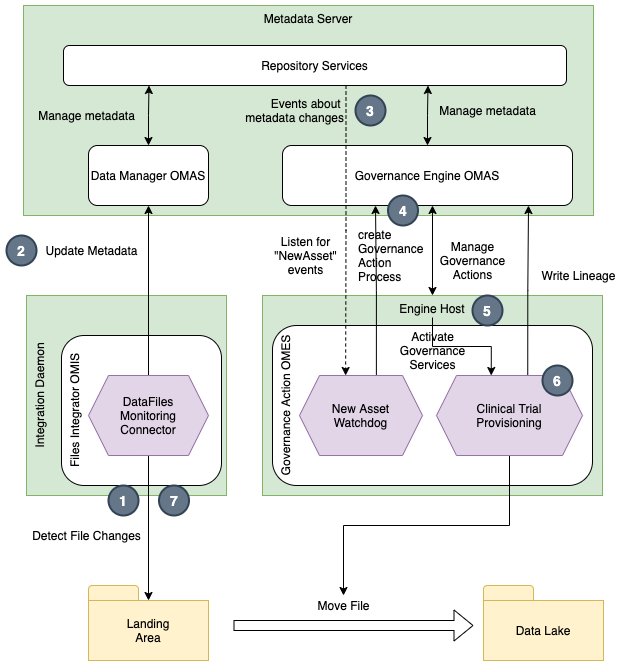 Metadata Server
Repository Services
Manage metadata
Events about
metadata changes
3
Manage metadata
Data Manager OMAS
Governance Engine OMAS
4
2
Update Metadata
Listen for
"NewAsset"
events
create
Governance
Action
Process
Manage
Governance
Actions
Write Lineage
Integration Daemon
Files Integrator OMIS
DataFiles
Monitoring
Connector
Engine Host
5
Governance Action OMES
Activate
Governance
Services
New Asset
Watchdog
6
Clinical Trial
Provisioning
1
7
Detect File Changes
Move File
Landing
Area
Data Lake